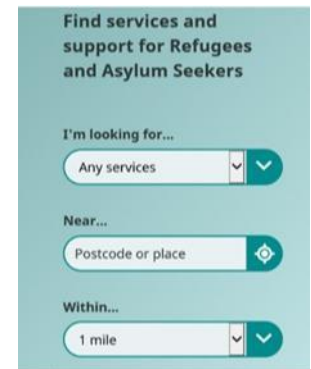 Find services and
support for Refugees
and Asylum Seekers
I'm looking for...
Any services
Near...
Postcode or place
Within...
1 mile